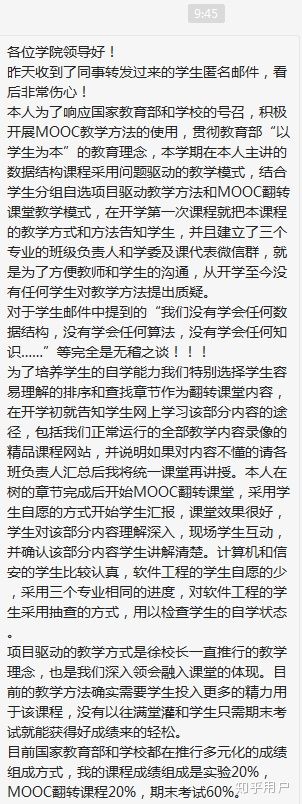 9:45
各位学院领导好！
昨天收到了同事转发过来的学生匿名邮件，看
后非常伤心！
本人为了响应国家教育部和学校的号召，积极
开展MOOC教学方法的使用，贯彻教育部“以
学生为本”的教育理念，本学期在本人主讲的
数据结构课程采用问题驱动的教学模式，结合
学生分组自选项目驱动教学方法和MOOC翻转
课堂教学模式，在开学第一次课程就把本课程
的教学方式和方法告知学生，并且建立了三个
专业的班级负责人和学委及课代表微信群，就
是为了方便教师和学生的沟通，从开学至今没
有任何学生对教学方法提出质疑。
对于学生邮件中提到的“我们没有学会任何数
据结构，没有学会任何算法，没有学会任何知
识......”等完全是无稽之谈！！！
为了培养学生的自学能力我们特别选择学生容
易理解的排序和查找章节作为翻转课堂内容，
在开学初就告知学生网上学习该部分内容的途
径，包括我们正常运行的全部教学内容录像的
精品课程网站，并说明如果对内容不懂的请各
班负责人汇总后我将统一课堂再讲授。本人在
树的章节完成后开始MOOC翻转课堂，采用学
生自愿的方式开始学生汇报，课堂效果很好，
学生对该部分内容理解深入，现场学生互动，
并确认该部分内容学生讲解清楚。计算机和信
安的学生比较认真，软件工程的学生自愿的少
，采用三个专业相同的进度，对软件工程的学
生采用抽查的方式，用以检查学生的自学状态
。
项目驱动的教学方式是徐校长一直推行的教学
理念，也是我们深入领会融入课堂的体现。目
前的教学方法确实需要学生投入更多的精力用
于该课程，没有以往满堂灌和学生只需期末考
试就能获得好成绩来的轻松。
目前国家教育部和学校都在推行多元化的成绩
组成方式，我的课程成绩组成是实验20%，
MOOC翻转课程20%，期末考试60%。
知乎用户